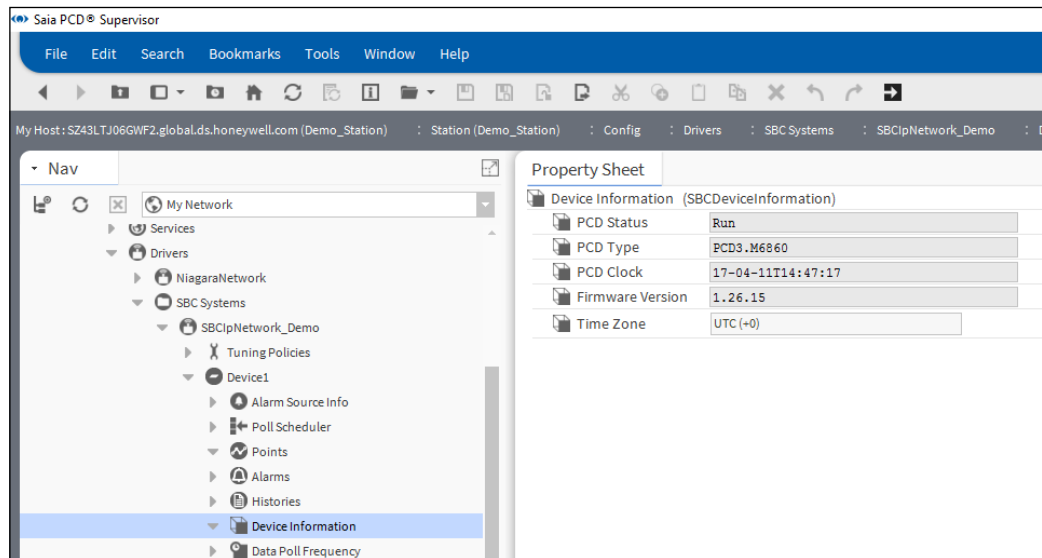 Saia PCD® Supervisor
File Edit Search Bookmarks Tools Window Help
My Host : SZ43LTJ06GWF2.global.ds.honeywell.com (Demo_Station) : Station (Demo_Station) : Config : Drivers : SBC Systems : SBCIpNetwork_Demo :
Nav
My Network
Services
Drivers
NiagaraNetwork
SBC Systems
SBCIpNetwork_Demo
Tuning Policies
Device1
Alarm Source Info
Poll Scheduler
Points
Alarms
Histories
Device Information
Data Poll Frequency
Property Sheet
Device Information (SBCDeviceInformation)
PCD Status Run
PCD Type PCD3.M6860
PCD Clock 17-04-11T14:47:17
Firmware Version 1.26.15
Time Zone UTC (+0)